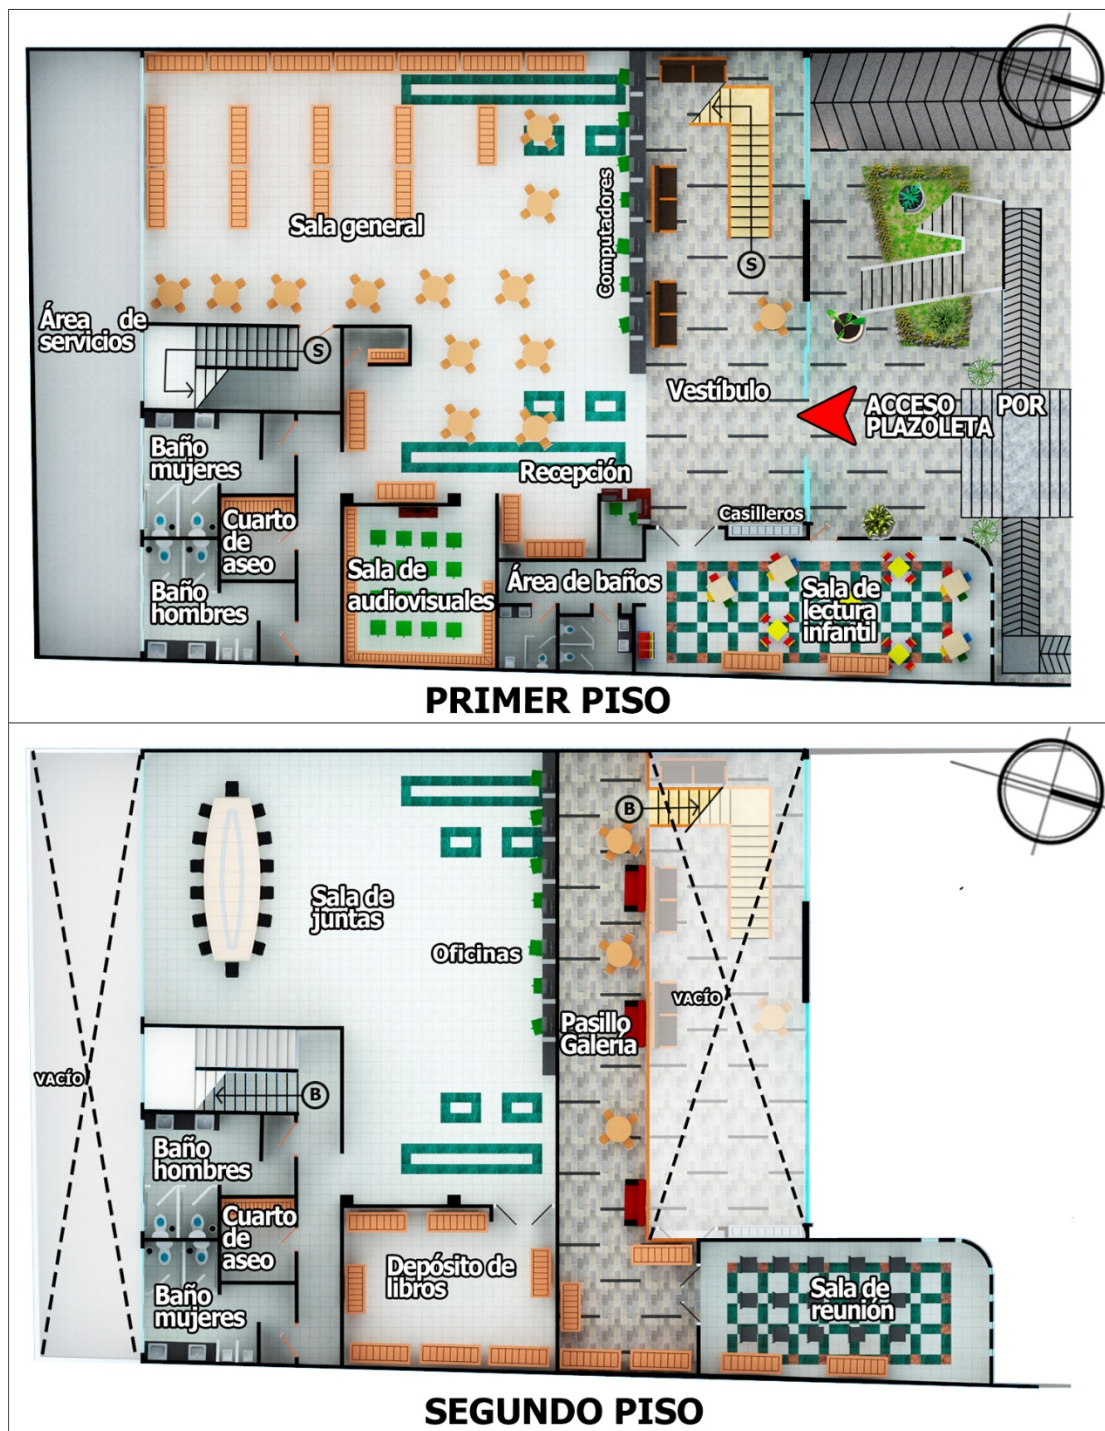 Sala general
Computadores
S
Área de
servicios
S
Vestíbulo
ACCESO POR
PLAZOLETA
Baño
mujeres
Recepción
Casilleros
Cuarto
de
aseo
Sala de
audiovisuales
Área de baños
Baño
hombres
Sala de
lectura
infantil
PRIMER PISO
B
Sala de
juntas
Oficinas
VACÍO
Pasillo
Galería
VACÍO
B
Baño
hombres
Cuarto
de
aseo
Depósito de
libros
Baño
mujeres
Sala de
reunión
SEGUNDO PISO